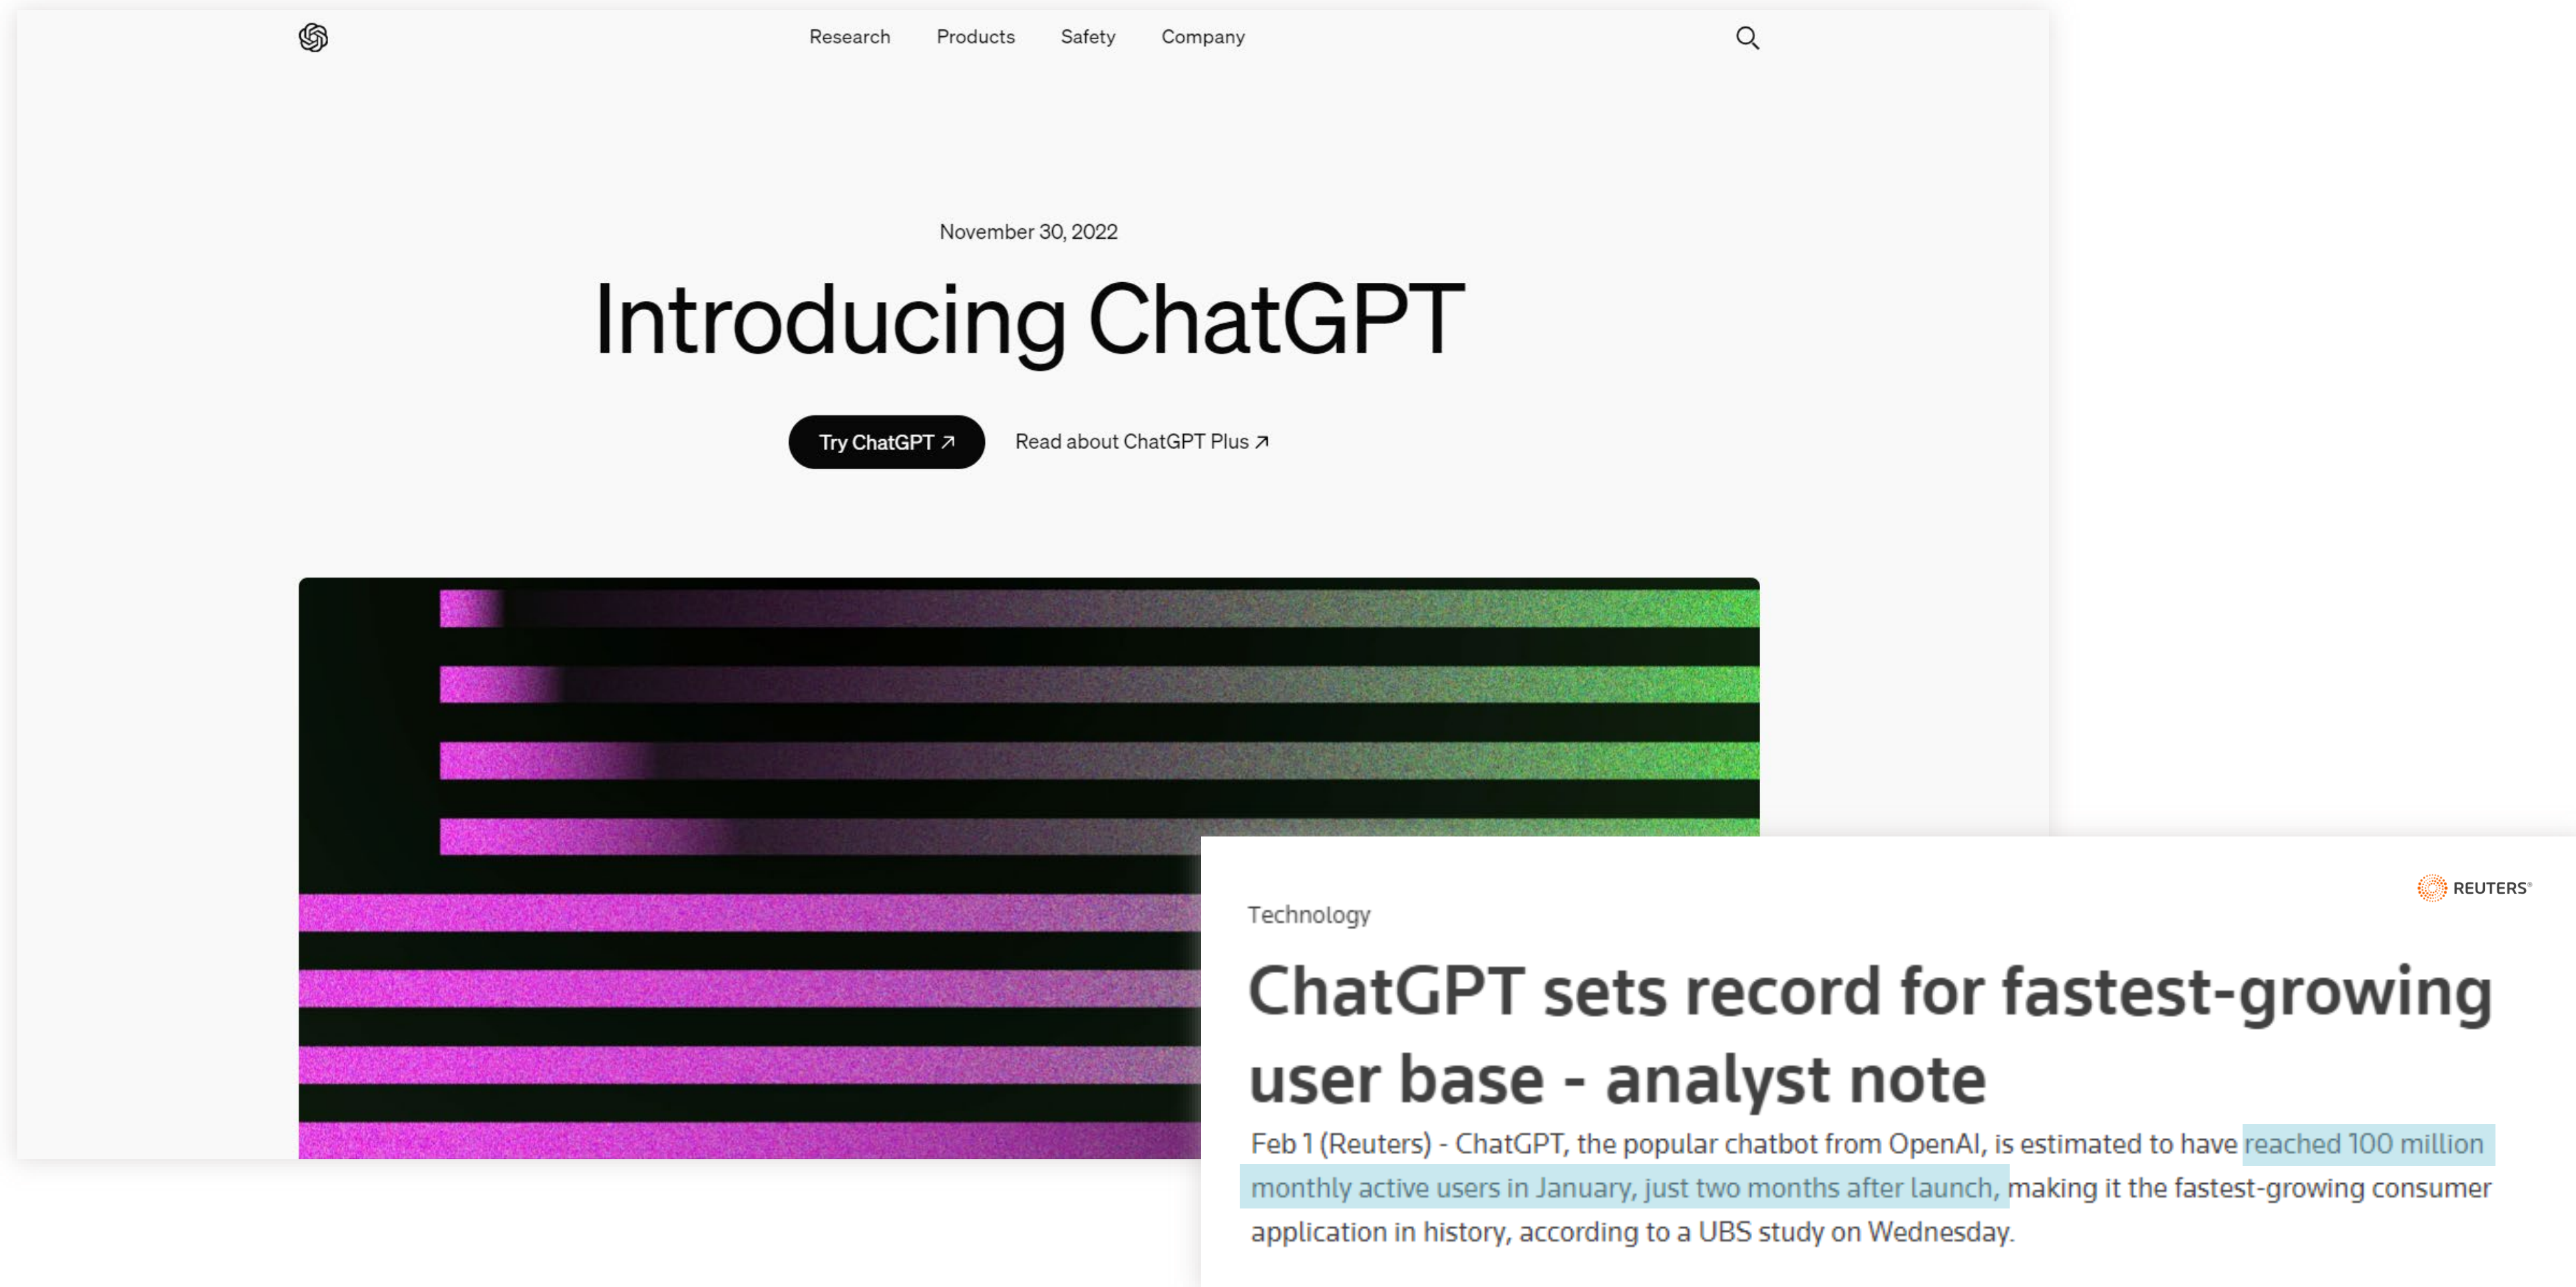 Research Products Safety Company
November 30, 2022
Introducing ChatGPT
Try ChatGPT ↗ Read about ChatGPT Plus ↗
REUTERS®
Technology
ChatGPT sets record for fastest-growing
user base - analyst note
Feb 1 (Reuters) - ChatGPT, the popular chatbot from OpenAI, is estimated to have reached 100 million
monthly active users in January, just two months after launch, making it the fastest-growing consumer
application in history, according to a UBS study on Wednesday.